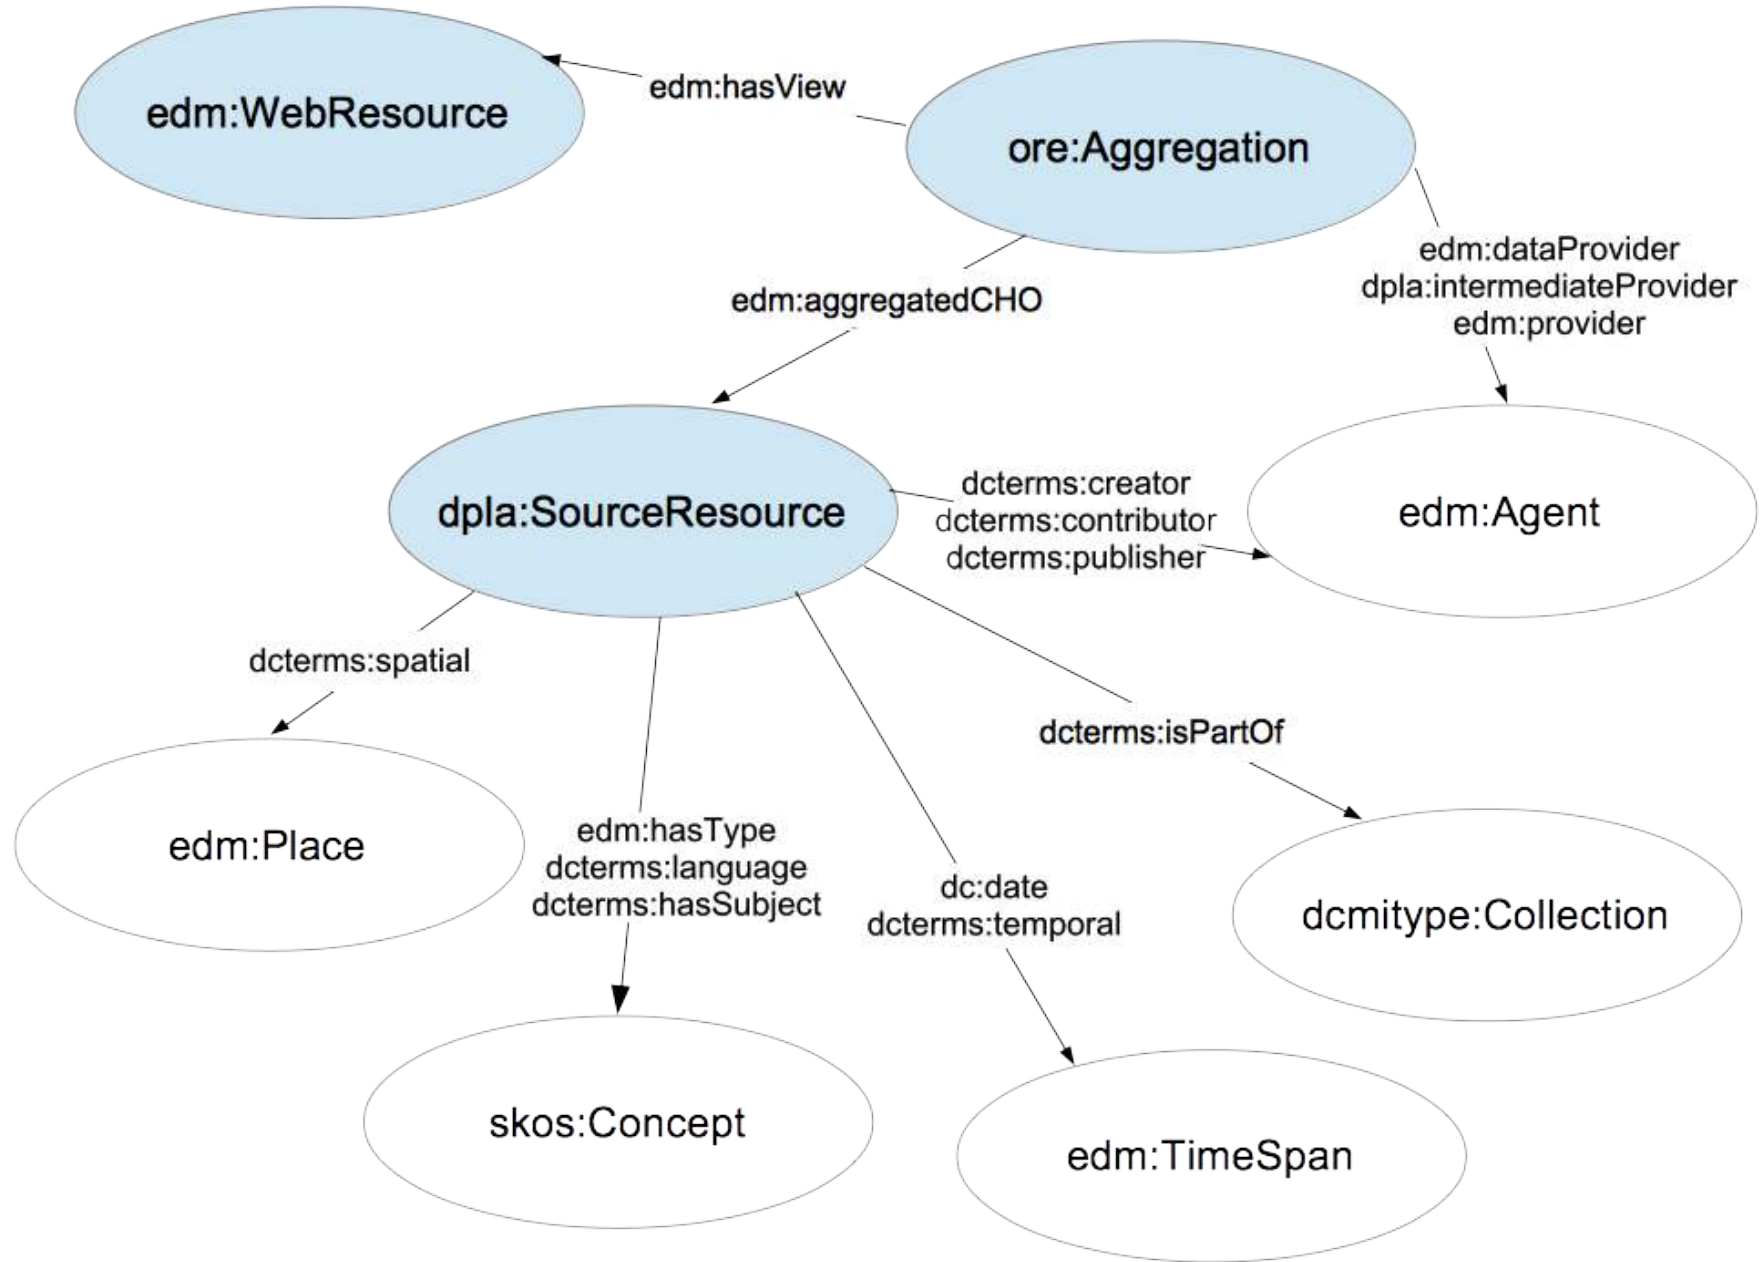 edm:WebResource
edm:hasView
ore:Aggregation
edm:dataProvider
dpla:intermediateProvider
edm:provider
edm:aggregatedCHO
dpla:SourceResource
dcterms:creator
dcterms:contributor
dcterms:publisher
edm:Agent
dcterms:spatial
dcterms:isPartOf
edm:Place
edm:hasType
dcterms:language
dcterms:hasSubject
dc:date
dcterms:temporal
dcmitype:Collection
skos:Concept
edm:TimeSpan